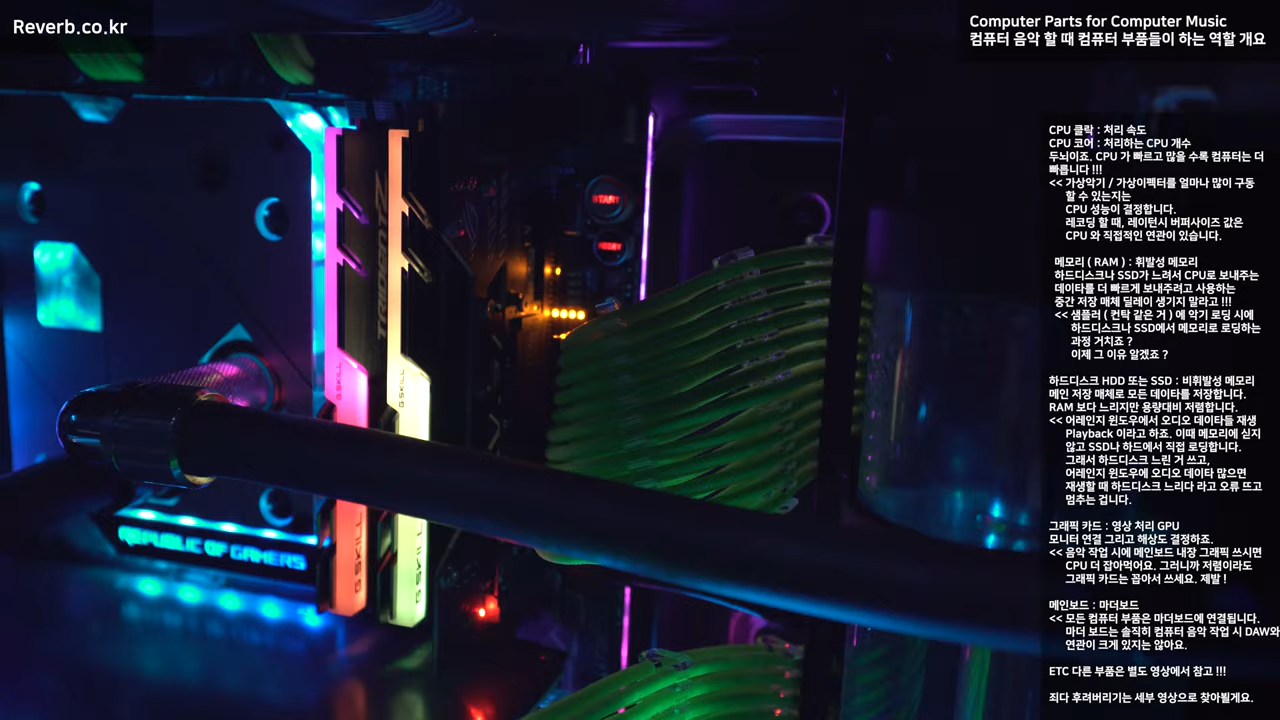 Reverb.co.kr
Computer Parts for Computer Music
컴퓨터 음악 할 때 컴퓨터 부품들이 하는 역할 개요
CPU 클락 : 처리 속도
CPU 코어 : 처리하는 CPU 개수
두뇌이죠. CPU 가 빠르고 많을 수록 컴퓨터는 더
빠릅니다 !!!
<< 가상악기 / 가상이펙터를 얼마나 많이 구동
할 수 있는지는
CPU 성능이 결정합니다.
레코딩 할 때, 레이턴시 버퍼사이즈 값은
CPU 와 직접적인 연관이 있습니다.
메모리 ( RAM ) : 휘발성 메모리
하드디스크나 SSD가 느려서 CPU로 보내주는
데이타를 더 빠르게 보내주려고 사용하는
중간 저장 매체 딜레이 생기지 말라고 !!!
<< 샘플러 ( 컨탁 같은 거 ) 에 악기 로딩 시에
하드디스크나 SSD에서 메모리로 로딩하는
과정 거치죠 ?
이제 그 이유 알겠죠 ?
하드디스크 HDD 또는 SSD : 비휘발성 메모리
메인 저장 매체로 모든 데이타를 저장합니다.
RAM 보다 느리지만 용량대비 저렴합니다.
<< 어레인지 윈도우에서 오디오 데이타들 재생
Playback 이라고 하죠. 이때 메모리에 싣지
않고 SSD나 하드에서 직접 로딩합니다.
그래서 하드디스크 느린 거 쓰고,
어레인지 윈도우에 오디오 데이타 많으면
재생할 때 하드디스크 느리다 라고 오류 뜨고
멈추는 겁니다.
그래픽 카드 : 영상 처리 GPU
모니터 연결 그리고 해상도 결정하죠.
<< 음악 작업 시에 메인보드 내장 그래픽 쓰시면
CPU 더 잡아먹어요. 그러니까 저렴이라도
그래픽 카드는 꼽아서 쓰세요. 제발 !
메인보드 : 마더보드
<< 모든 컴퓨터 부품은 마더보드에 연결됩니다.
마더 보드는 솔직히 컴퓨터 음악 작업 시 DAW와
연관이 크게 있지는 않아요.
ETC 다른 부품은 별도 영상에서 참고 !!!
죄다 후려버리기는 세부 영상으로 찾아뵐게요.
START
RESET
TRIDENT Z
G.SKILL
G.SKILL
G.SKILL
G.SKILL
REPUBLIC OF GAMERS